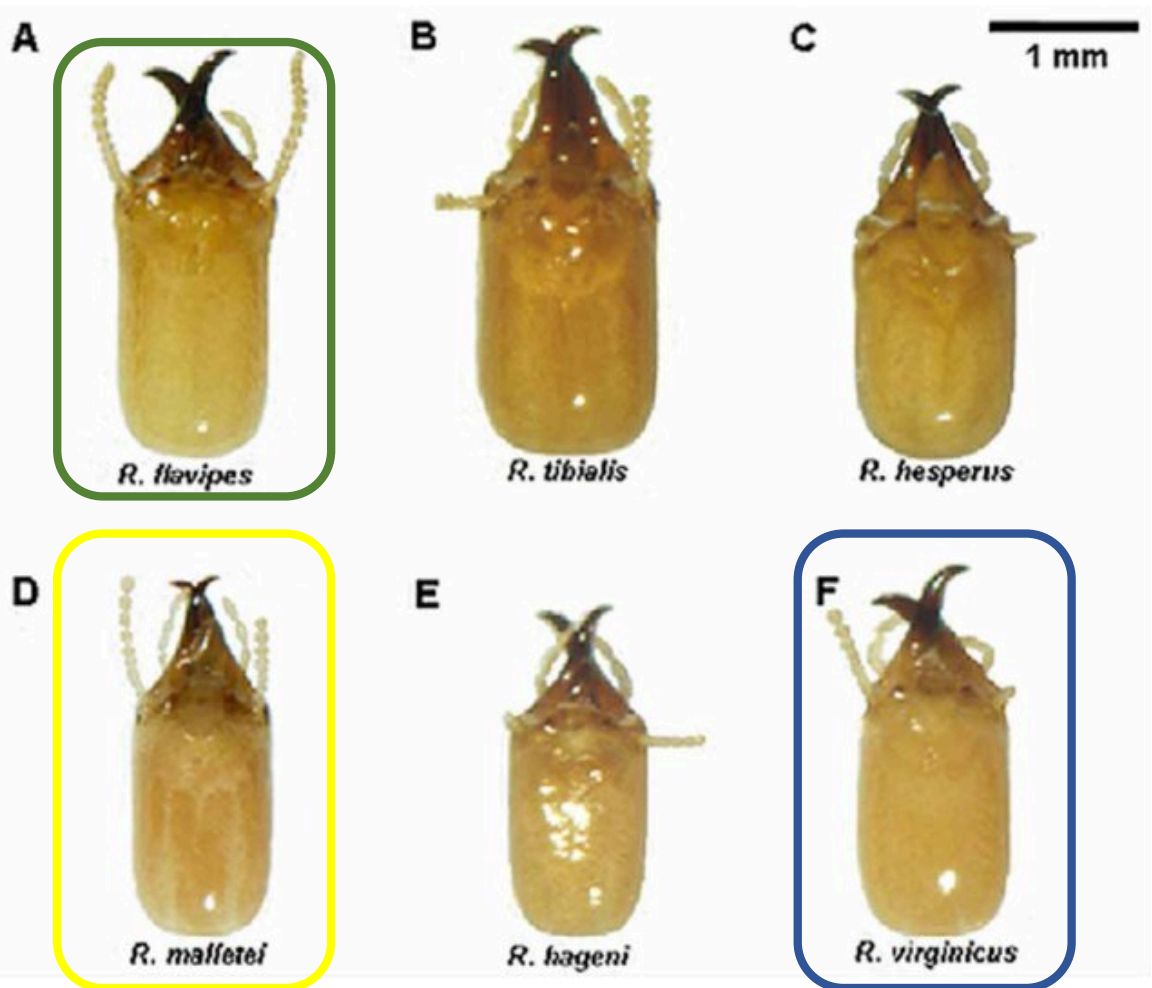 A
B
C
1 mm
R. flavipes
R. tibialis
R. hesperus
D
E
F
R. malletei
R. hageni
R. virginicus